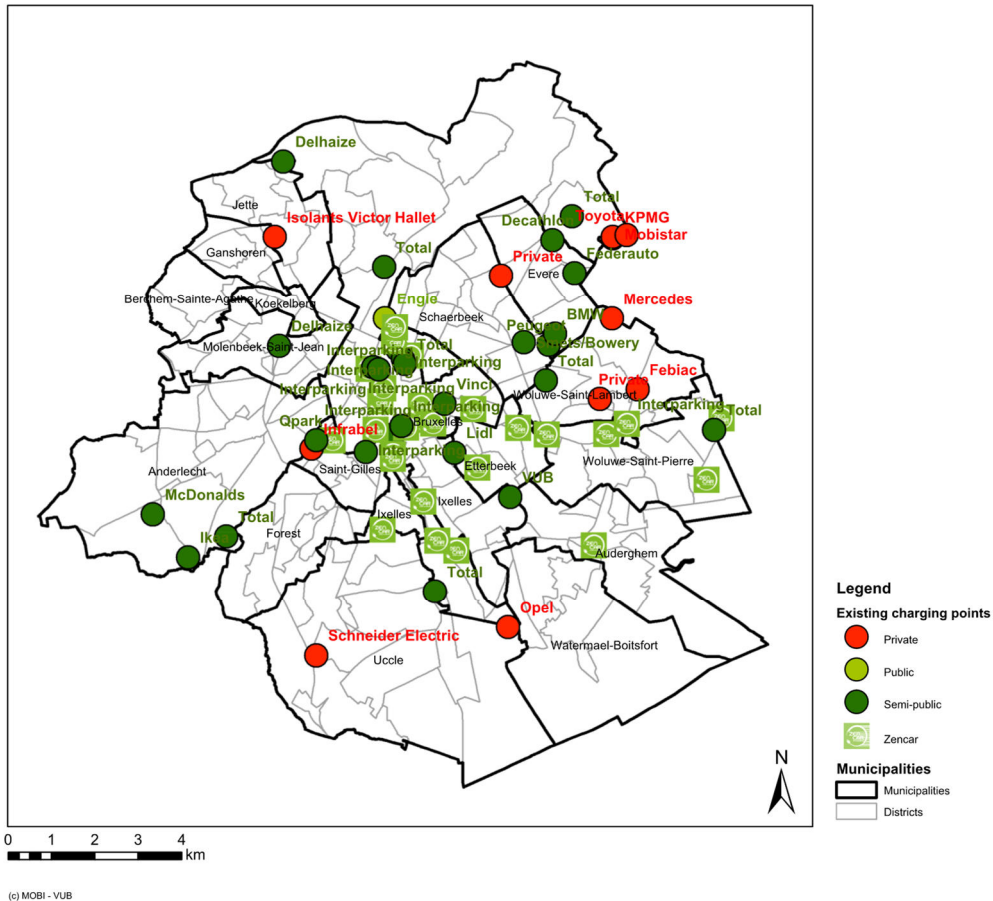 Delhaize
Jette
Isolants Victor Hallet
Ganshoren
Total
Total
Decathlon
Toyota
KPMG
Mobistar
Federauto
Private
Evere
Berchem-Sainte-Agathe
Koekelberg
Engie
Schaerbeek
Mercedes
BMW
Peugeot
Delhaize
Molenbeek-Saint-Jean
Interparking
Total
Interparking
Interparking
Total
Febiac
Private
Woluwe-Saint-Lambert
Interparking
Interparking
Vinci
Interparking
Interparking
Bruxelles
Interparking
Total
Qpark
Infrabel
Lidl
Anderlecht
Saint-Gilles
Interparking
Etterbeek
Woluwe-Saint-Pierre
McDonalds
VUB
Ixelles
Ixelles
Total
Ikea
Forest
Auderghem
Total
Opel
Schneider Electric
Uccle
Watermael-Boitsfort
Legend
Existing charging points
Private
Public
Semi-public
Zencar
Municipalities
Municipalities
Districts
N
0 1 2 3 4
km
(c) MOBI - VUB